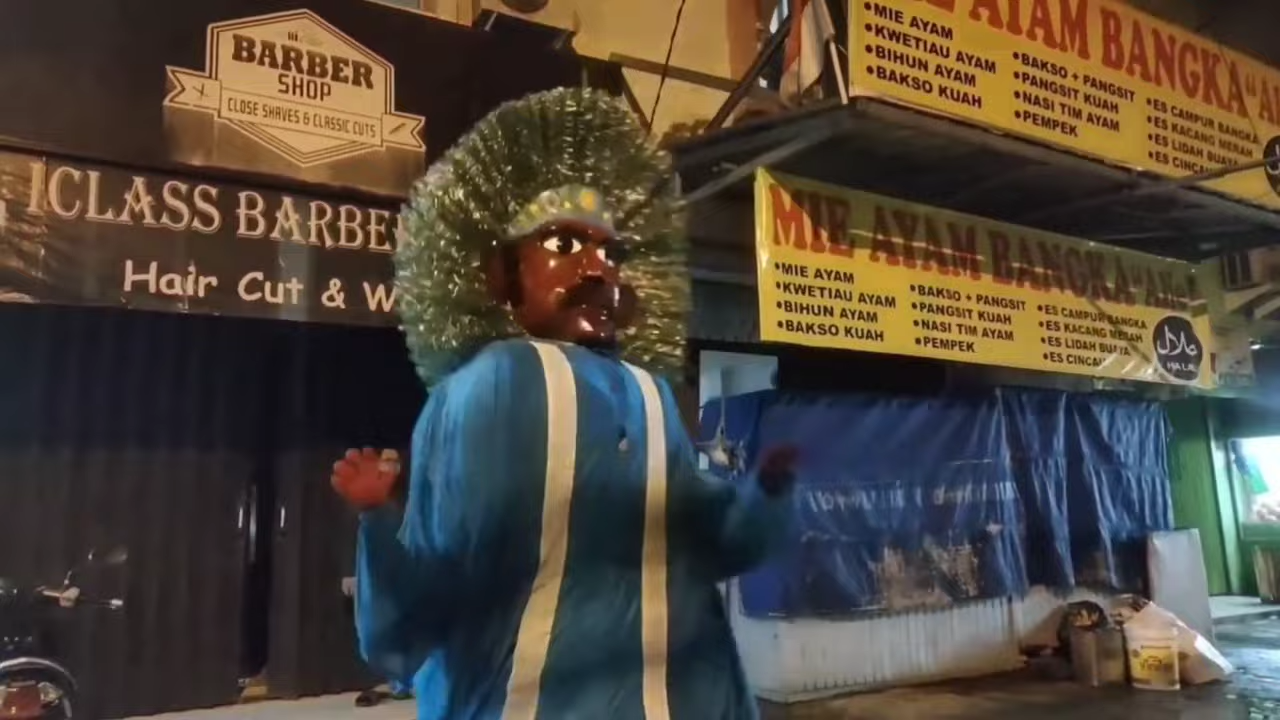 BARBER
SHOP
CLOSE SHAVES & CLASSIC CUTS
ICLASS BARBE
Hair Cut & W
MIE AYAM BANGKA "A
•MIE AYAM
•KWETIAU AYAM
•BIHUN AYAM
•BAKSO KUAH
•BAKSO + PANGSIT
•PANGSIT KUAH
•NASI TIM AYAM
•PEMPEK
•ES CAMPUR BANGKA
•ES KACANG MERAH
•ES LIDAH BUAYA
•ES CINCAU
MIE AYAM BANGKA
•MIE AYAM
•KWETIAU AYAM
•BIHUN AYAM
•BAKSO KUAH
•BAKSO + PANGSIT
•PANGSIT KUAH
•NASI TIM AYAM
•PEMPEK
•ES CAMPUR BANGKA
•ES KACANG MERAH
•ES LIDAH BUAYA
•ES CINCAU
حلال
HALAL